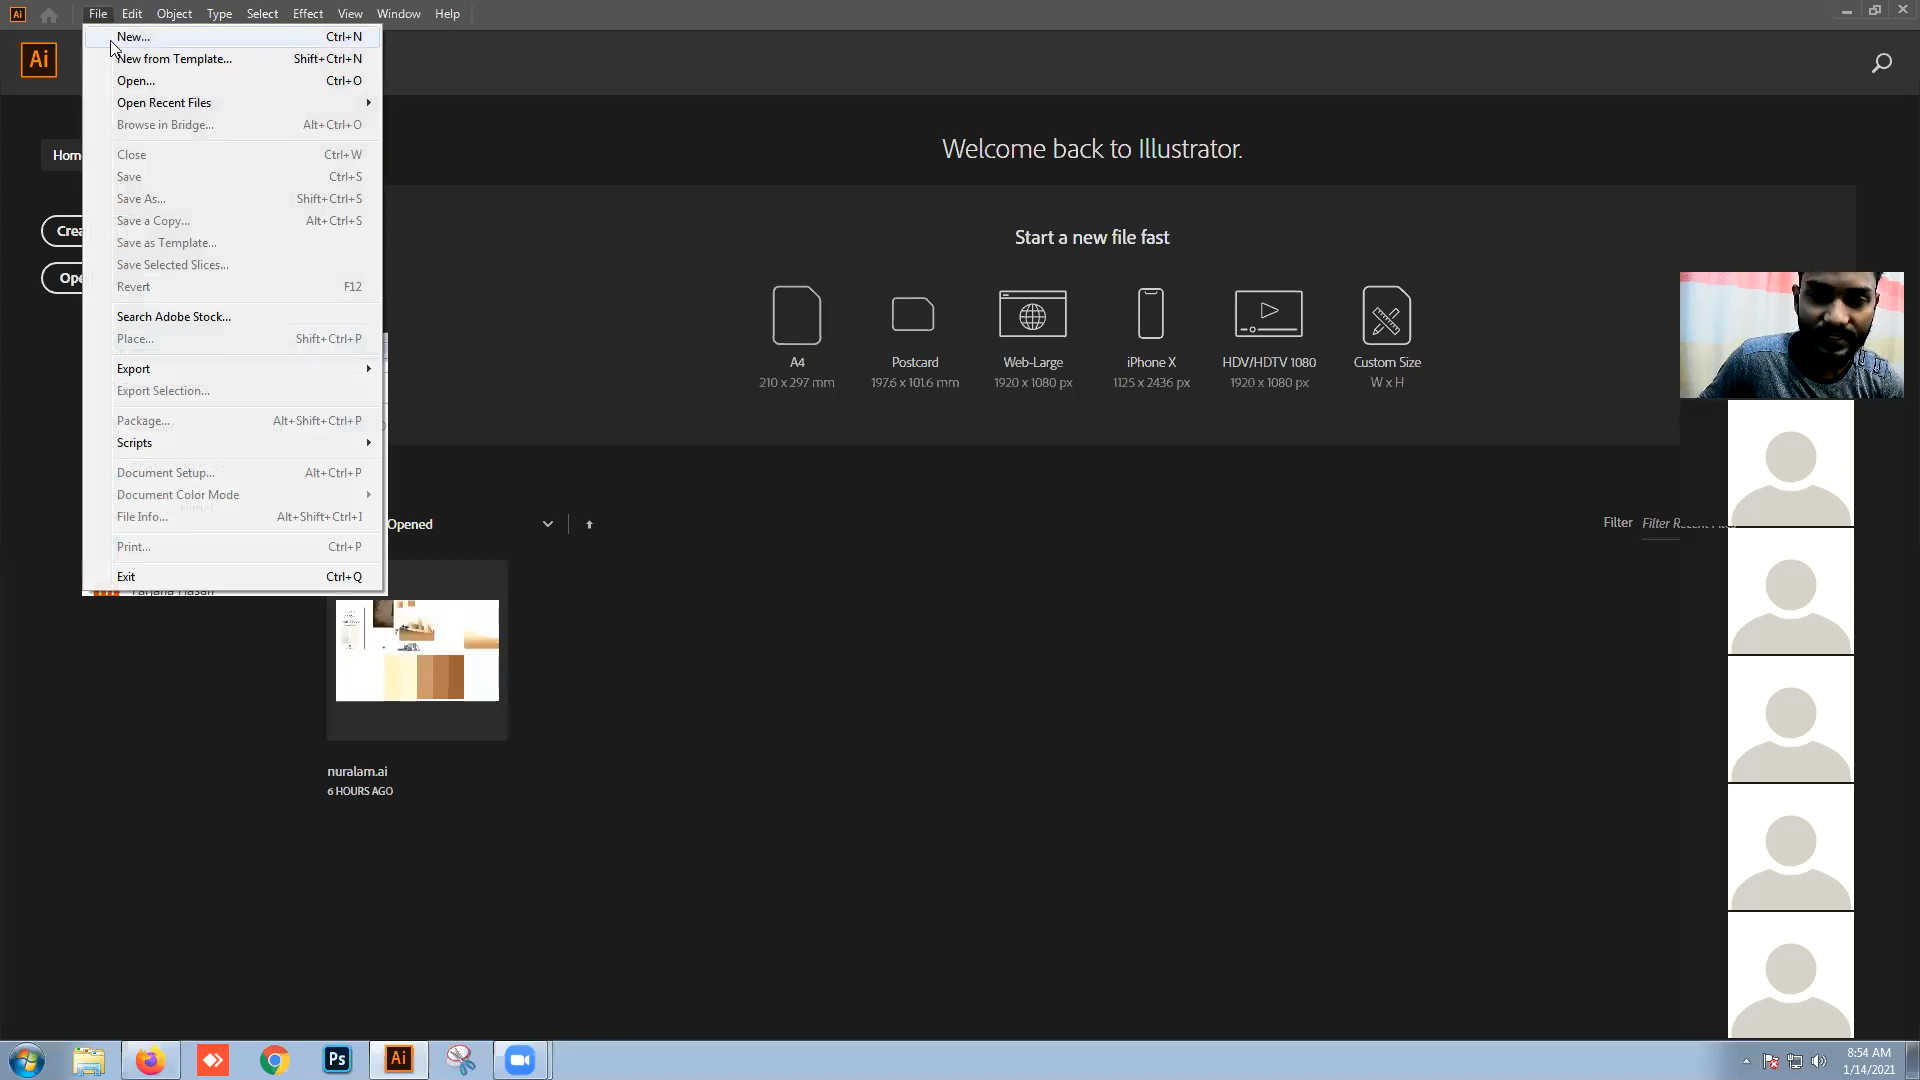 Ai File Edit Object Type Select Effect View Window Help
Ai
New... Ctrl+N
New from Template... Shift+Ctrl+N
Open... Ctrl+O
Open Recent Files
Browse in Bridge... Alt+Ctrl+O
Close Ctrl+W
Save Ctrl+S
Save As... Shift+Ctrl+S
Save a Copy... Alt+Ctrl+S
Save as Template...
Save Selected Slices...
Revert F12
Search Adobe Stock...
Place... Shift+Ctrl+P
Export
Export Selection...
Package... Alt+Shift+Ctrl+P
Scripts
Document Setup... Alt+Ctrl+P
Document Color Mode
File Info... Alt+Shift+Ctrl+I
Print... Ctrl+P
Exit Ctrl+Q
Hom
Crea
Ope
Welcome back to Illustrator.
Start a new file fast
A4
210 x 297 mm
Postcard
197.6 x 101.6 mm
Web-Large
1920 x 1080 px
iPhone X
1125 x 2436 px
HDV/HDTV 1080
1920 x 1080 px
Custom Size
W x H
Opened
Filter Filter
nuralam.ai
6 HOURS AGO
Ps Ai
8:54 AM
1/14/2021